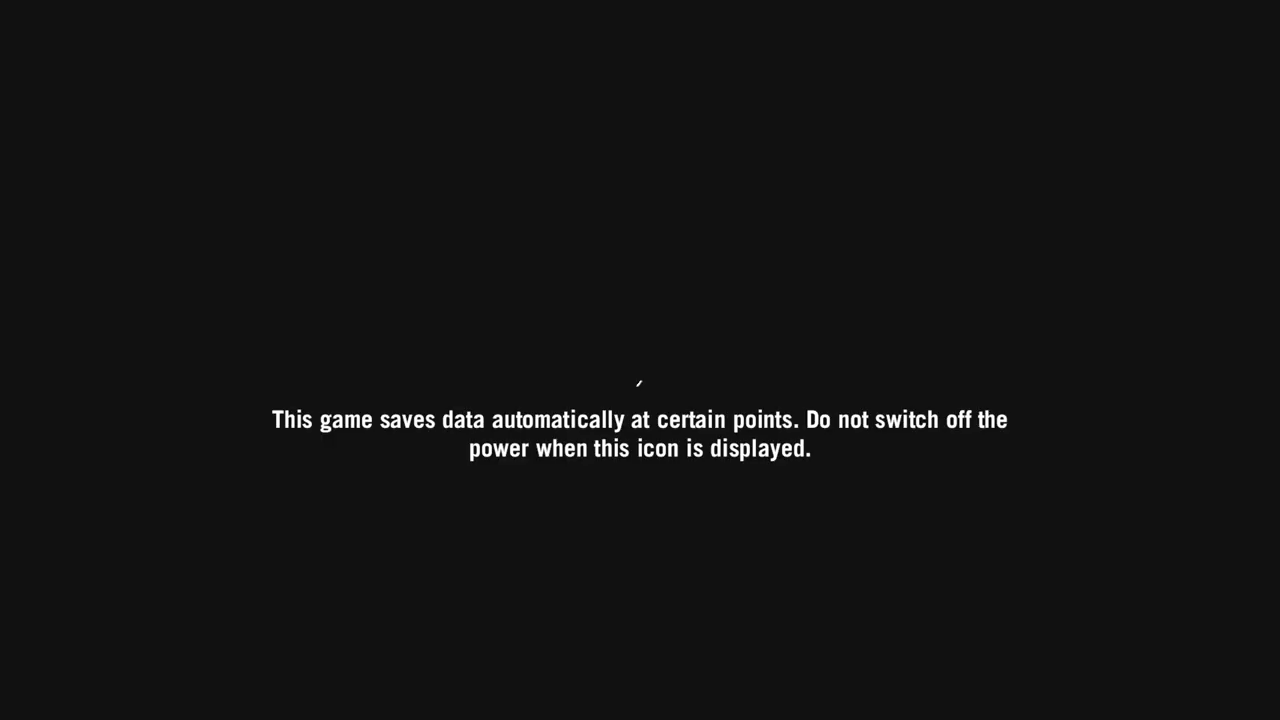 This game saves data automatically at certain points. Do not switch off the
power when this icon is displayed.